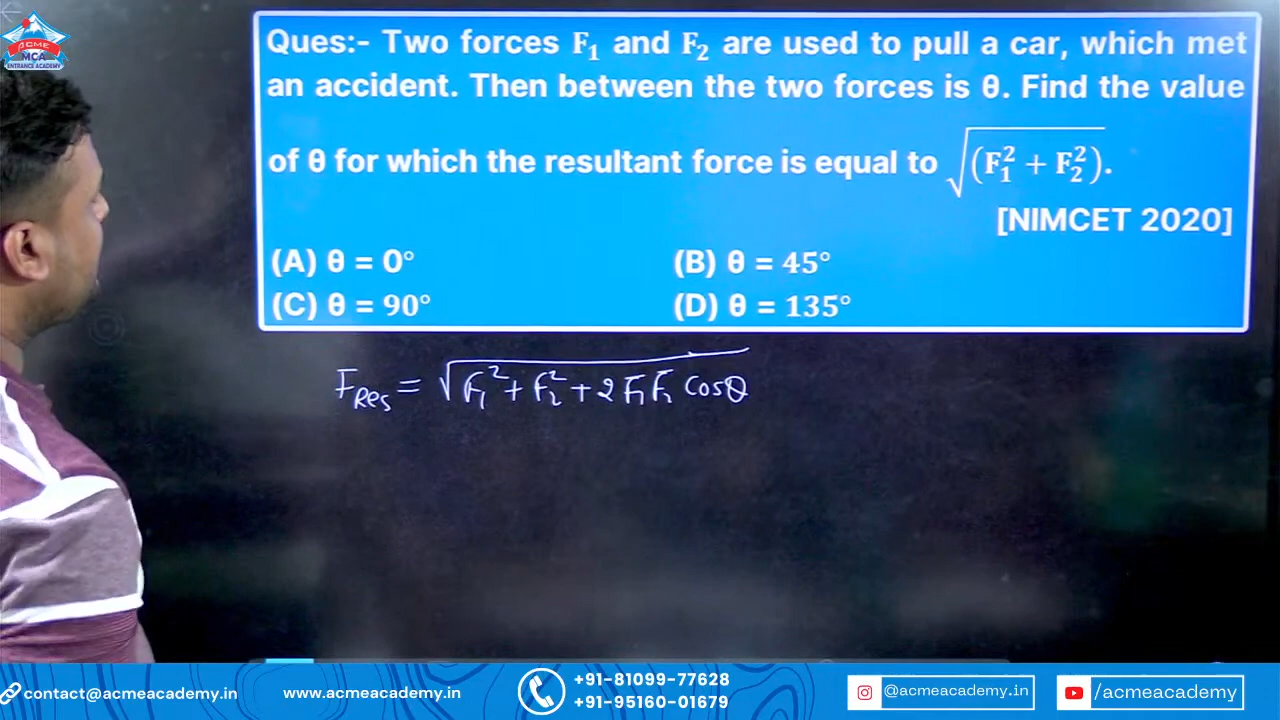 ACME
MCA
ENTRANCE ACADEMY
Ques:- Two forces F₁ and F₂ are used to pull a car, which met
an accident. Then between the two forces is θ. Find the value
of θ for which the resultant force is equal to √(F₁² + F₂²).
[NIMCET 2020]
(A) θ = 0° (B) θ = 45°
(C) θ = 90° (D) θ = 135°
F_Res = √F₁² + F₂² + 2 F₁F₂ Cosθ
contact@acmeacademy.in www.acmeacademy.in +91-81099-77628 @acmeacademy.in /acmeacademy
+91-95160-01679